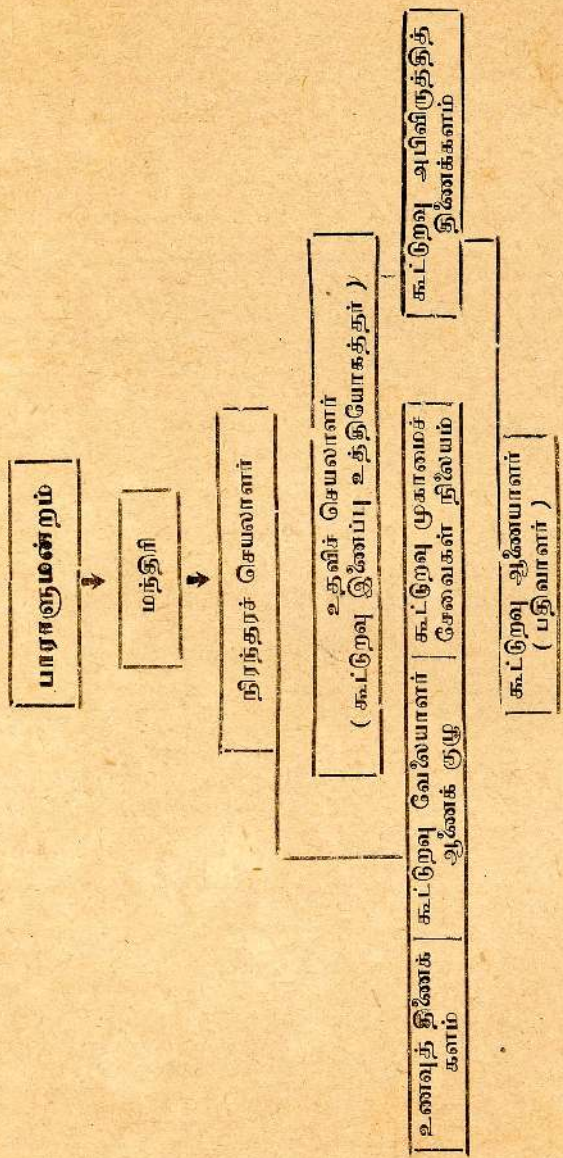 பாராளுமன்றம்
மந்திரி
நிரந்தரச் செயலாளர்
உதவிச் செயலாளர்
( கூட்டுறவு இணைப்பு உத்தியோகத்தர் )
உணவுத் திணைக்
களம்
கூட்டுறவு வேலையாளர்
ஆணைக் குழு
கூட்டுறவு முகாமைச்
சேவைகள் நிலையம்
கூட்டுறவு அபிவிருத்தித்
திணைக்களம்
கூட்டுறவு ஆணையாளர்
( பதிவாளர் )